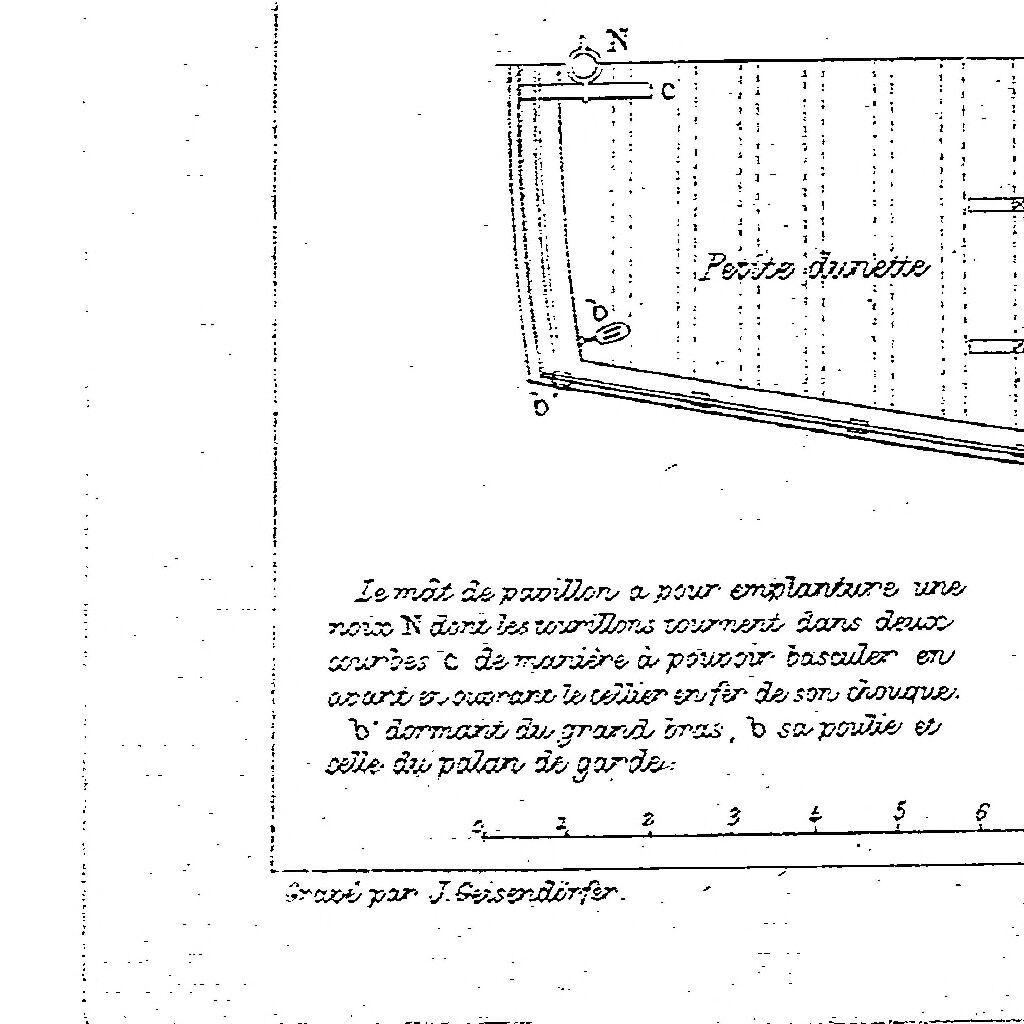 N
C
Petite dunette
b
b'
Le mât de pavillon a pour emplanture une
noix N dont les tourillons tournent dans deux
courbes C de manière à pouvoir basculer en
avant en ouvrant le cellier en fer de son chouque.
b' dormant du grand bras, b sa poulie et
celle du palan de garde.
0 1 2 3 4 5 6
Gravé par J. Geisendörfer.